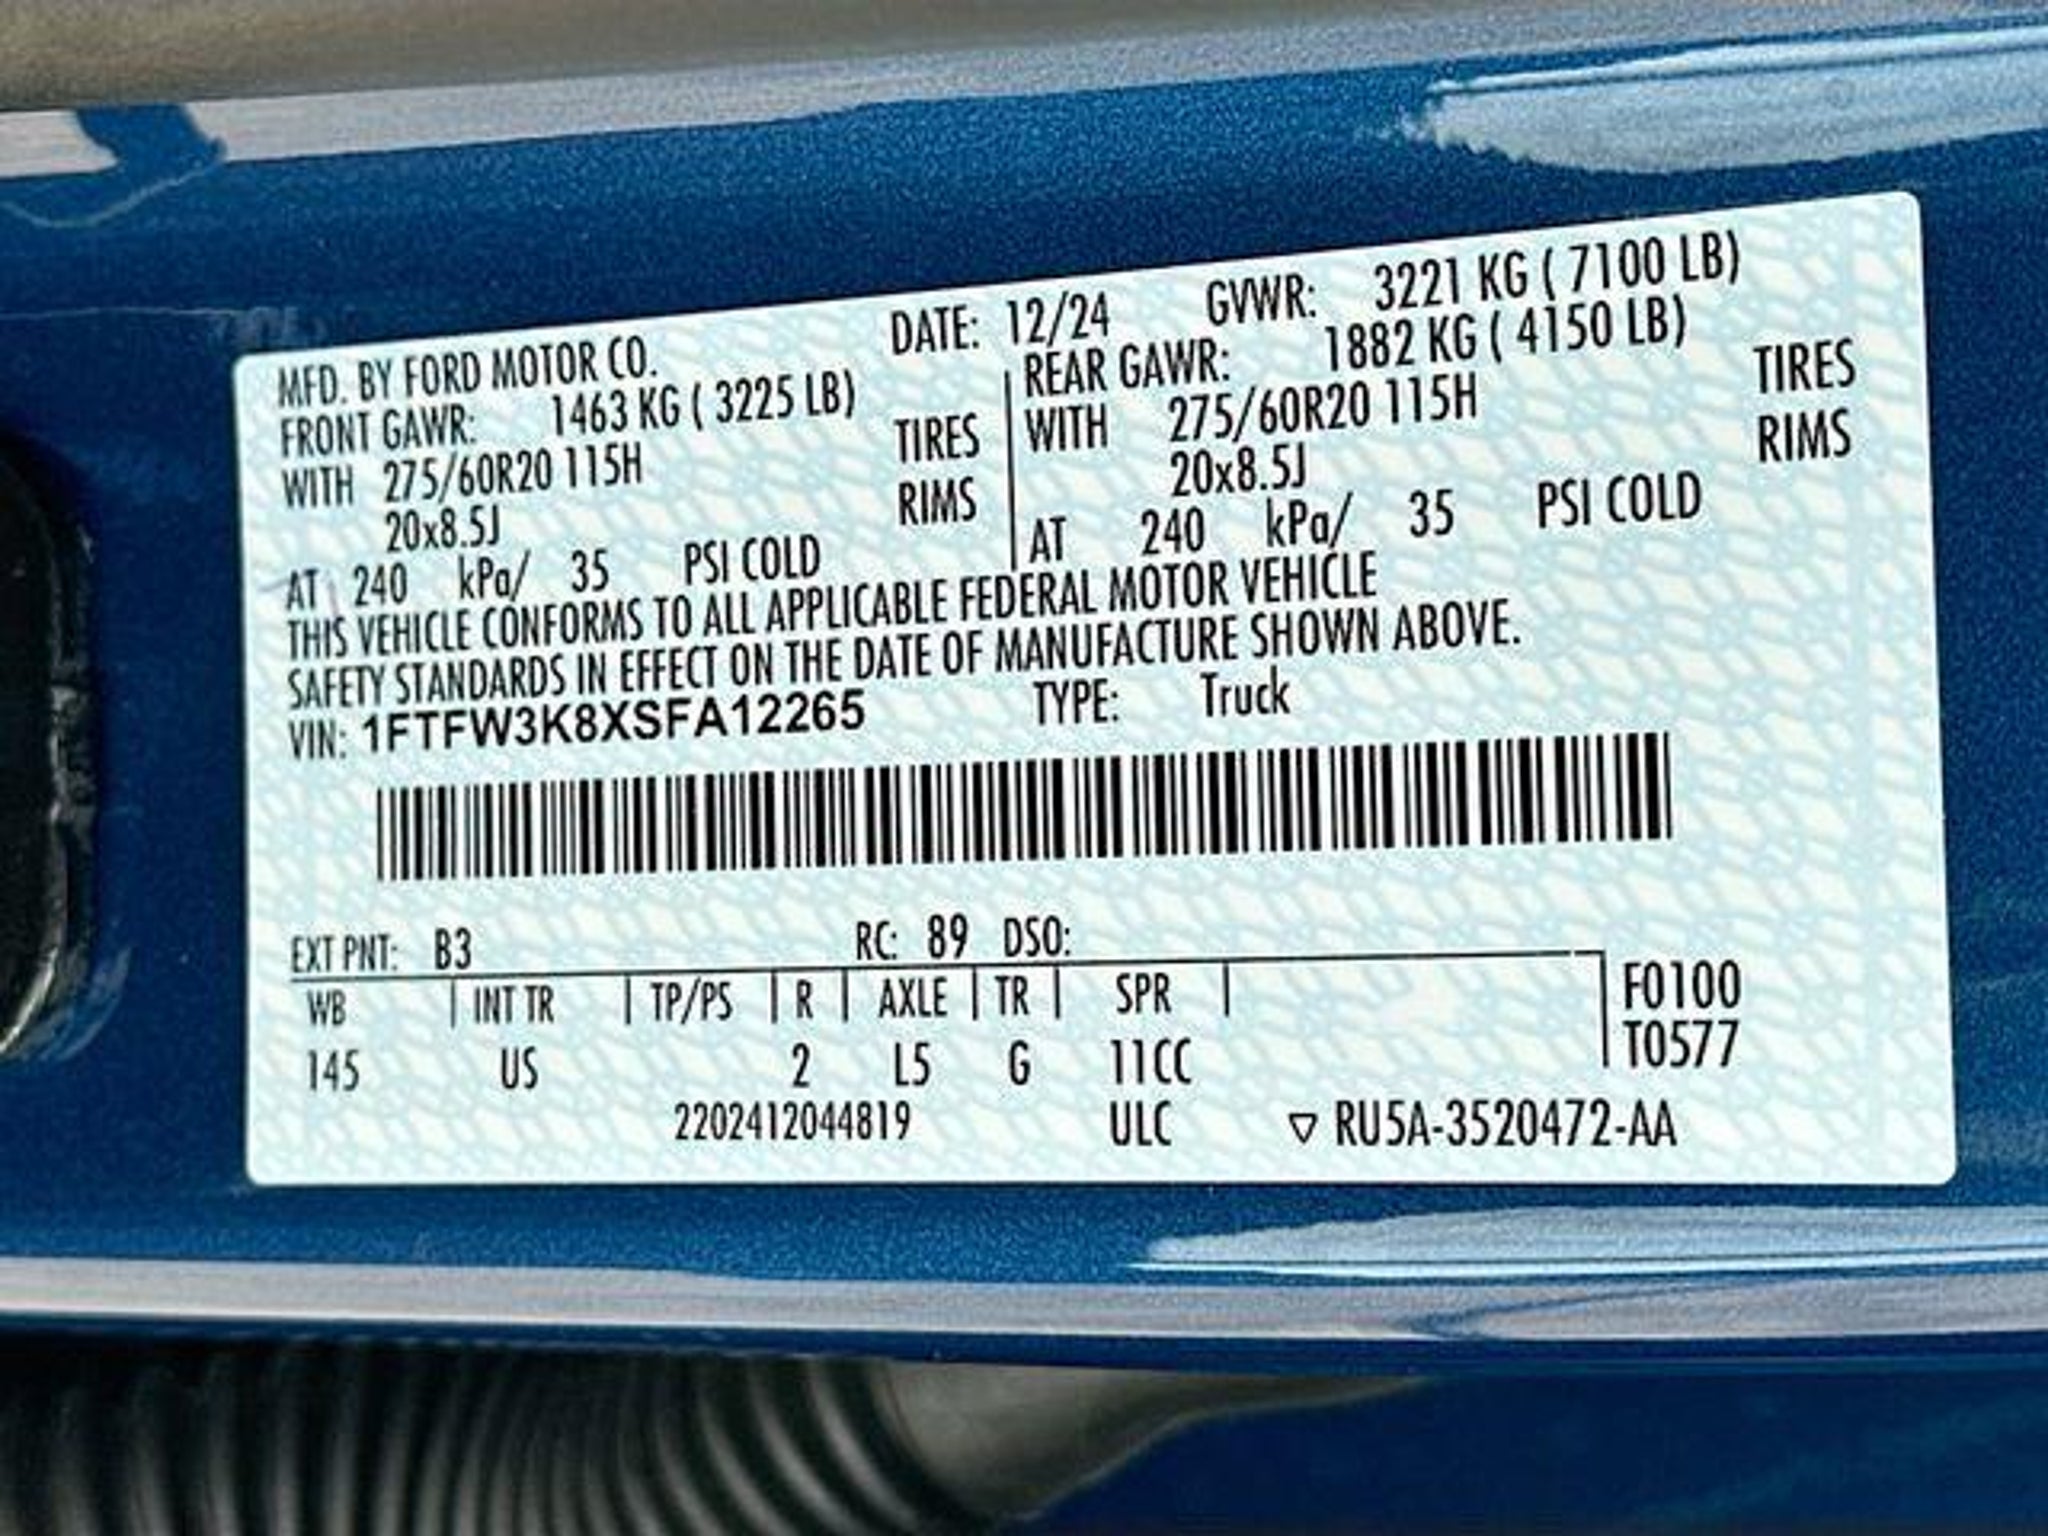 MFD. BY FORD MOTOR CO. DATE: 12/24 GVWR: 3221 KG ( 7100 LB)
FRONT GAWR: 1463 KG ( 3225 LB) REAR GAWR: 1882 KG ( 4150 LB)
WITH 275/60R20 115H TIRES WITH 275/60R20 115H TIRES
20x8.5J RIMS 20x8.5J RIMS
AT 240 kPa/ 35 PSI COLD AT 240 kPa/ 35 PSI COLD
THIS VEHICLE CONFORMS TO ALL APPLICABLE FEDERAL MOTOR VEHICLE
SAFETY STANDARDS IN EFFECT ON THE DATE OF MANUFACTURE SHOWN ABOVE.
VIN: 1FTFW3K8XSFA12265 TYPE: Truck
EXT PNT: B3 RC: 89 DSO:
WB INT TR TP/PS R AXLE TR SPR F0100
145 US 2 L5 G 11CC T0577
2202412044819 ULC ▽ RU5A-3520472-AA